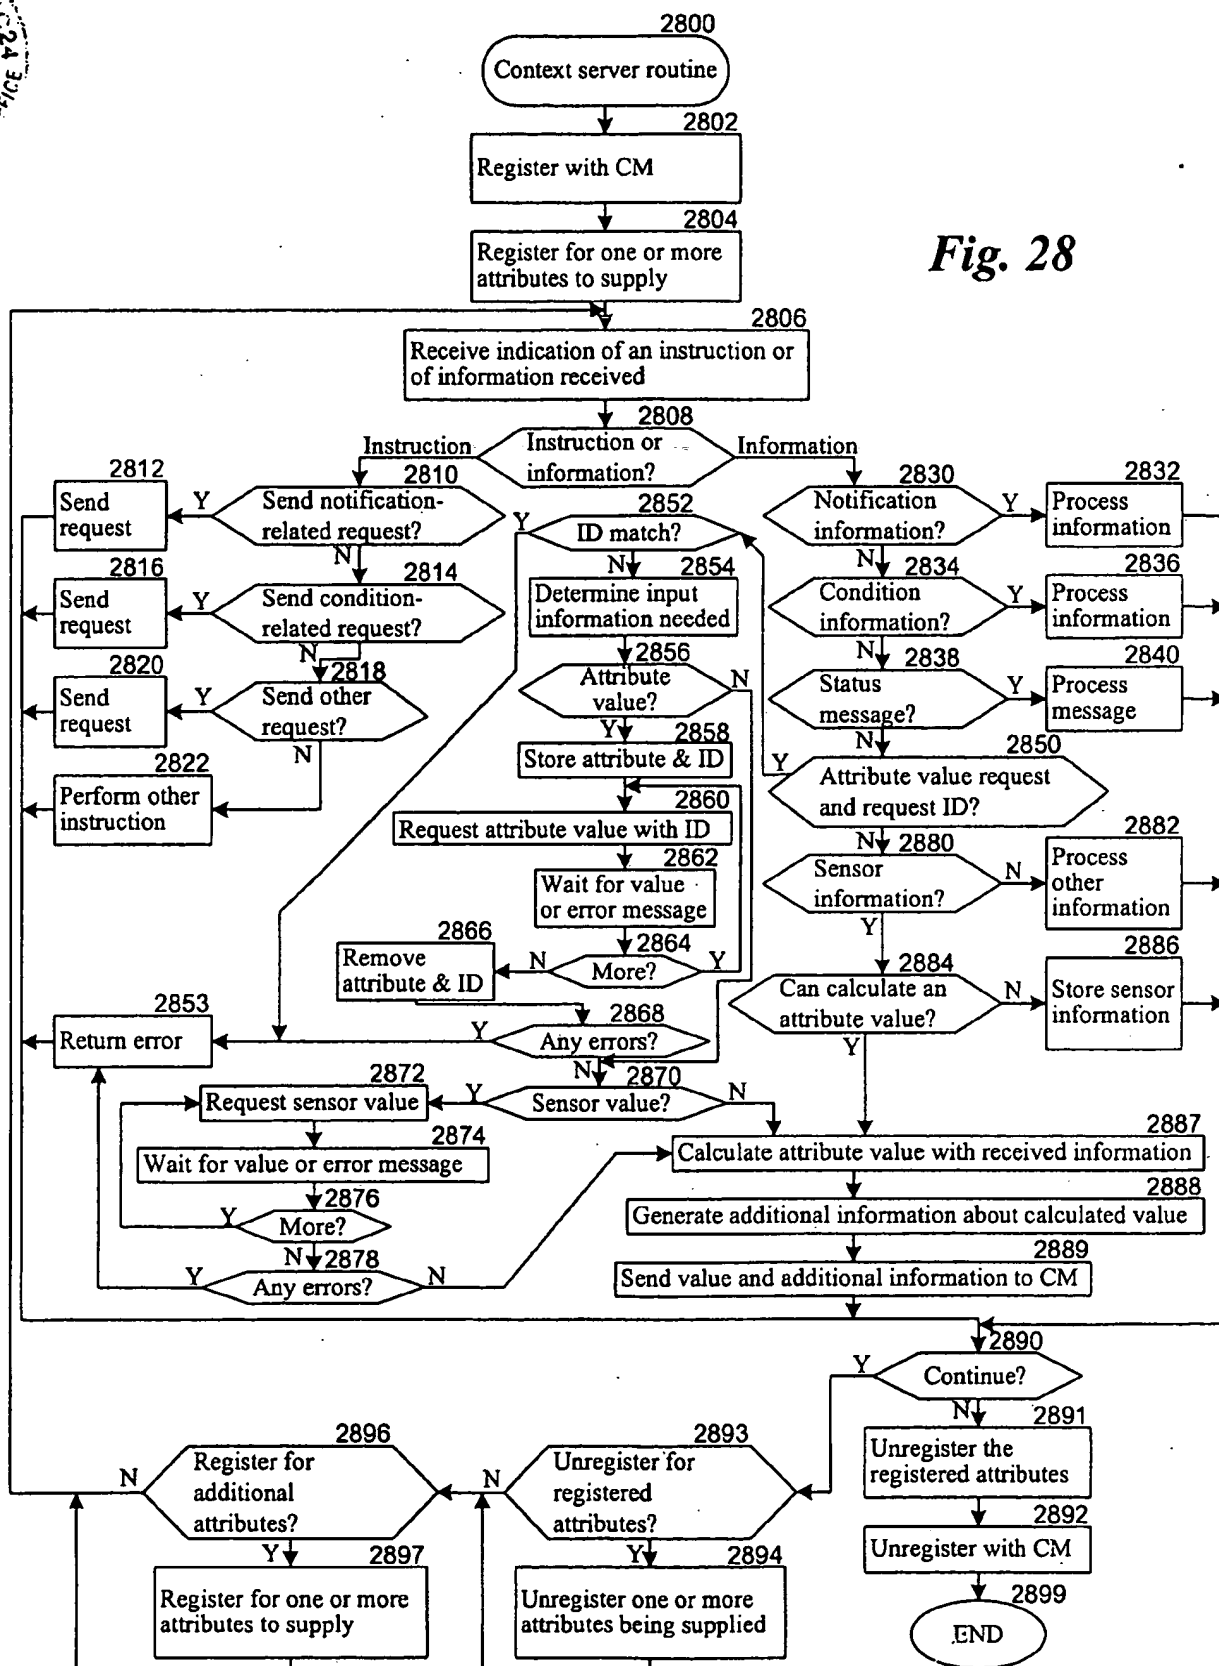 2800
Context server routine
2802
Register with CM
2804
Register for one or more
attributes to supply
Fig. 28
2806
Receive indication of an instruction or
of information received
2808
Instruction or
information?
Instruction
Information
2812
Send
request
Y
2810
Send notification-
related request?
N
2816
Send
request
Y
2814
Send condition-
related request?
N
2820
Send
request
Y
2818
Send other
request?
N
2822
Perform other
instruction
2852
ID match?
Y
N
2854
Determine input
information needed
2856
Attribute
value?
N
Y
2858
Store attribute & ID
2860
Request attribute value with ID
2862
Wait for value
or error message
2864
More?
N
Y
2866
Remove
attribute & ID
2868
Any errors?
Y
N
2853
Return error
2870
Sensor value?
Y
N
2872
Request sensor value
2874
Wait for value or error message
2876
More?
Y
N
2878
Any errors?
Y
N
2830
Notification
information?
Y
N
2832
Process
information
2834
Condition
information?
Y
N
2836
Process
information
2838
Status
message?
Y
N
2840
Process
message
2850
Attribute value request
and request ID?
Y
N
2880
Sensor
information?
N
Y
2882
Process
other
information
2884
Can calculate an
attribute value?
N
Y
2886
Store sensor
information
2887
Calculate attribute value with received information
2888
Generate additional information about calculated value
2889
Send value and additional information to CM
2890
Continue?
Y
N
2891
Unregister the
registered attributes
2892
Unregister with CM
2899
END
2893
Unregister for
registered
attributes?
N
Y
2894
Unregister one or more
attributes being supplied
2896
Register for
additional
attributes?
N
Y
2897
Register for one or more
attributes to supply